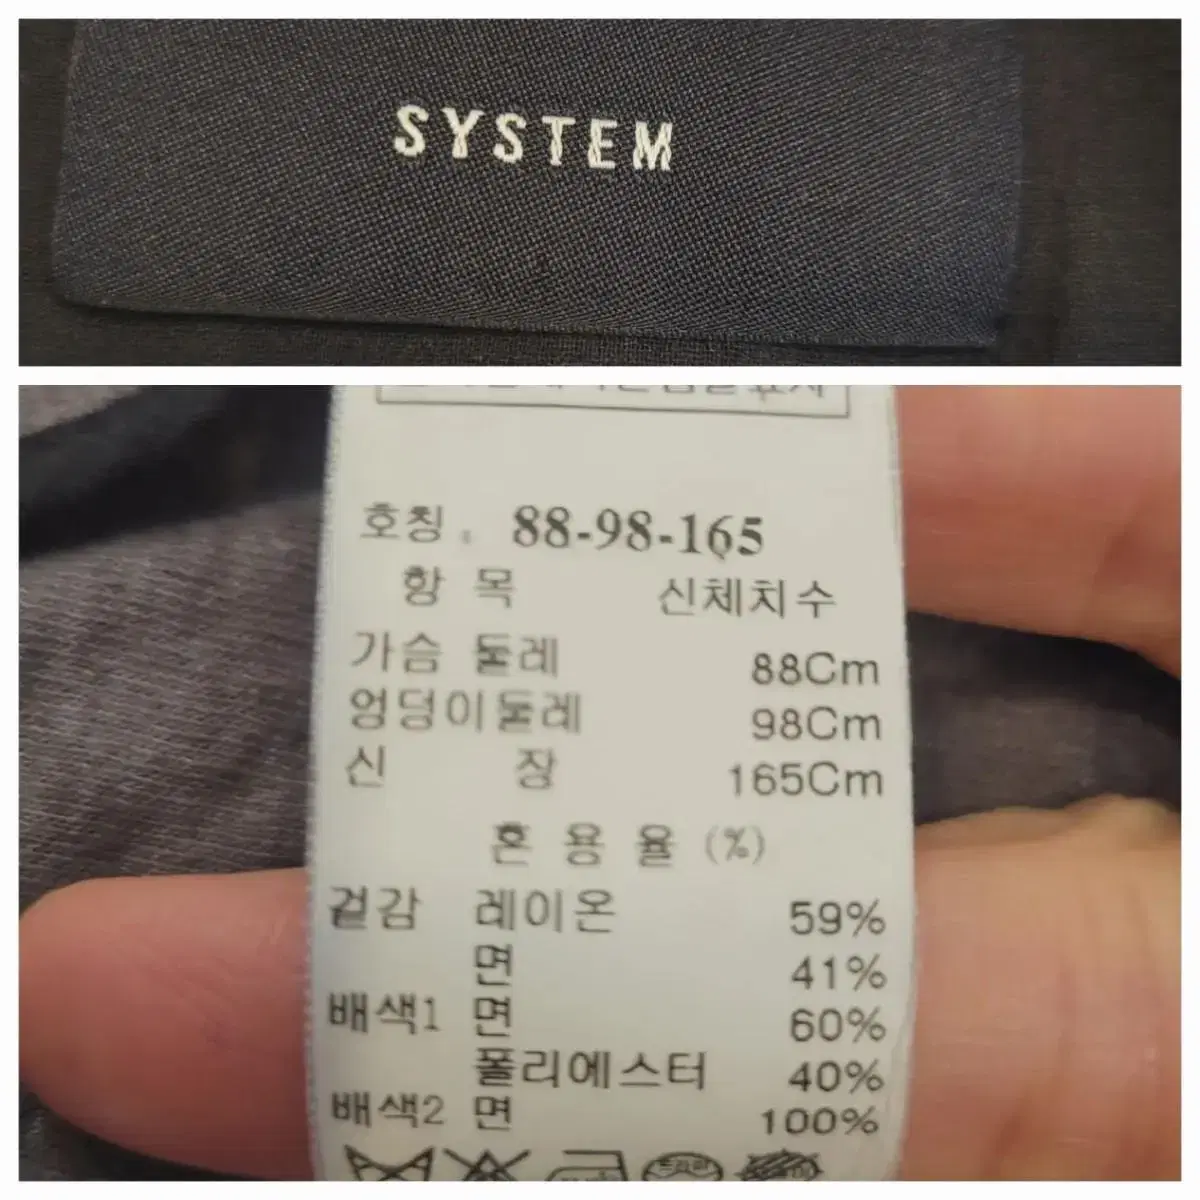 SYSTEM
호칭. 88-98-165
항 목 신체치수
가슴 둘레 88Cm
엉덩이둘레 98Cm
신 장 165Cm
혼 용 율 (%)
겉감 레이온 59%
면 41%
배색1 면 60%
폴리에스터 40%
배색2 면 100%